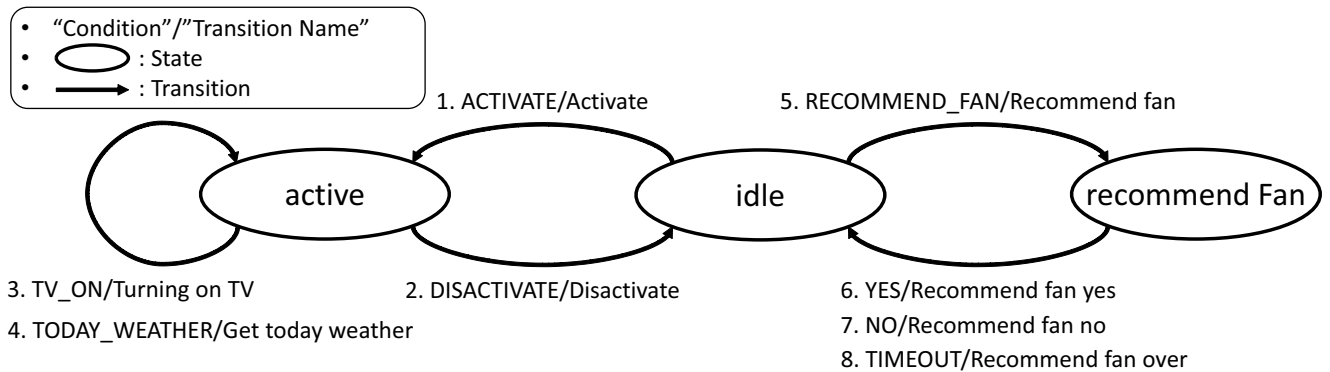 • “Condition”/”Transition Name”
• : State
• : Transition
1. ACTIVATE/Activate
5. RECOMMEND_FAN/Recommend fan
active
idle
recommend Fan
3. TV_ON/Turning on TV
4. TODAY_WEATHER/Get today weather
2. DISACTIVATE/Disactivate
6. YES/Recommend fan yes
7. NO/Recommend fan no
8. TIMEOUT/Recommend fan over